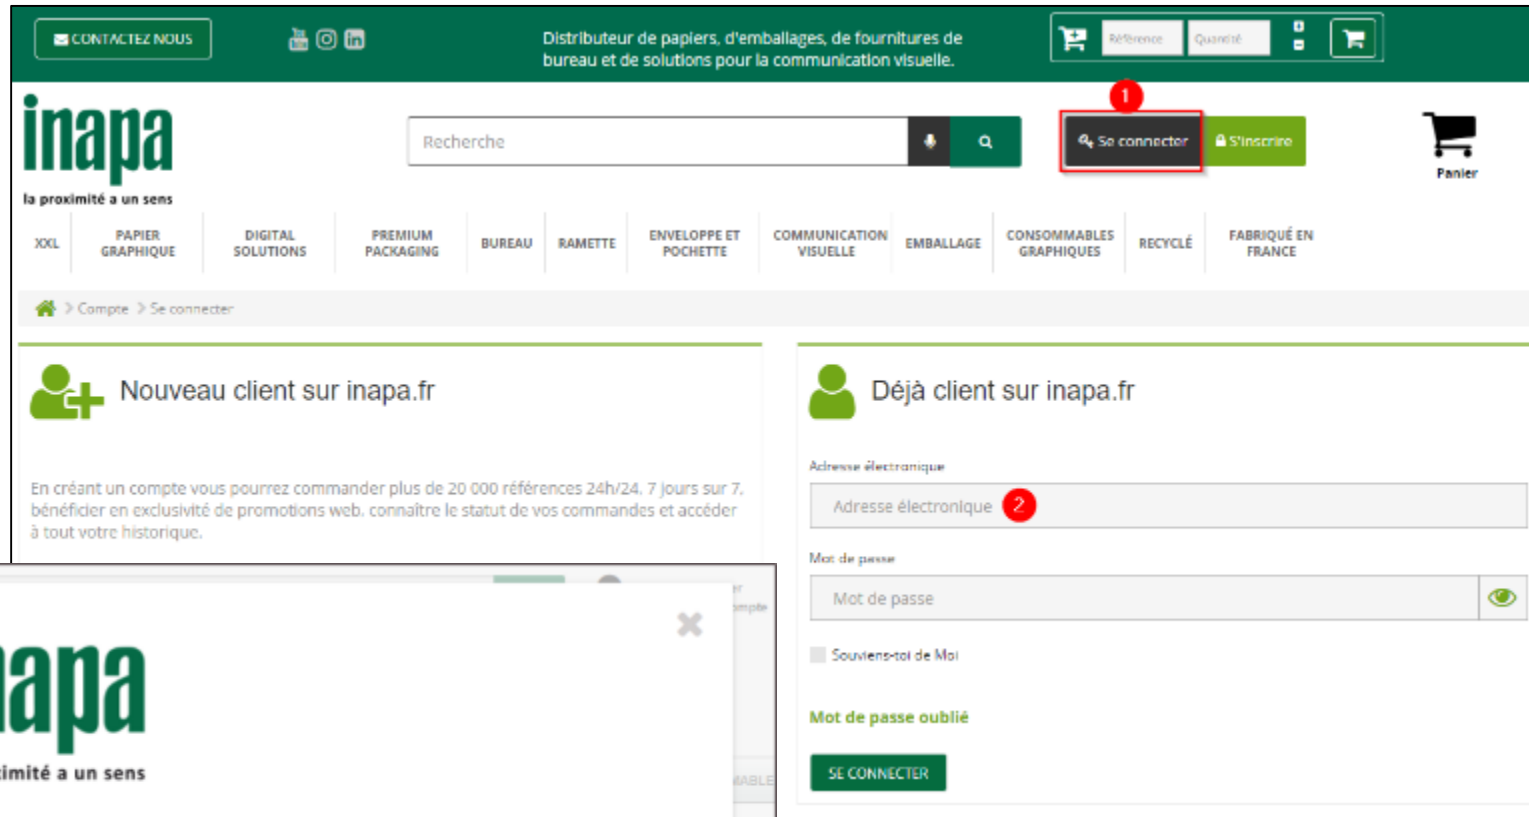 CONTACTEZ NOUS
You
Distributeur de papiers, d'emballages, de fournitures de
bureau et de solutions pour la communication visuelle.
Référence
Quantité
1
inapa
la proximité a un sens
Recherche
Se connecter
S'inscrire
Panier
XXL
PAPIER
GRAPHIQUE
DIGITAL
SOLUTIONS
PREMIUM
PACKAGING
BUREAU
RAMETTE
ENVELOPPE ET
POCHETTE
COMMUNICATION
VISUELLE
EMBALLAGE
CONSOMMABLES
GRAPHIQUES
RECYCLÉ
FABRIQUÉ EN
FRANCE
> Compte > Se connecter
Nouveau client sur inapa.fr
En créant un compte vous pourrez commander plus de 20 000 références 24h/24, 7 jours sur 7,
bénéficier en exclusivité de promotions web, connaître le statut de vos commandes et accéder
à tout votre historique.
Déjà client sur inapa.fr
Adresse électronique
Adresse électronique 2
Mot de passe
Mot de passe
Souviens-toi de Moi
Mot de passe oublié
SE CONNECTER
er
ompte
napa
imité a un sens
MABLE